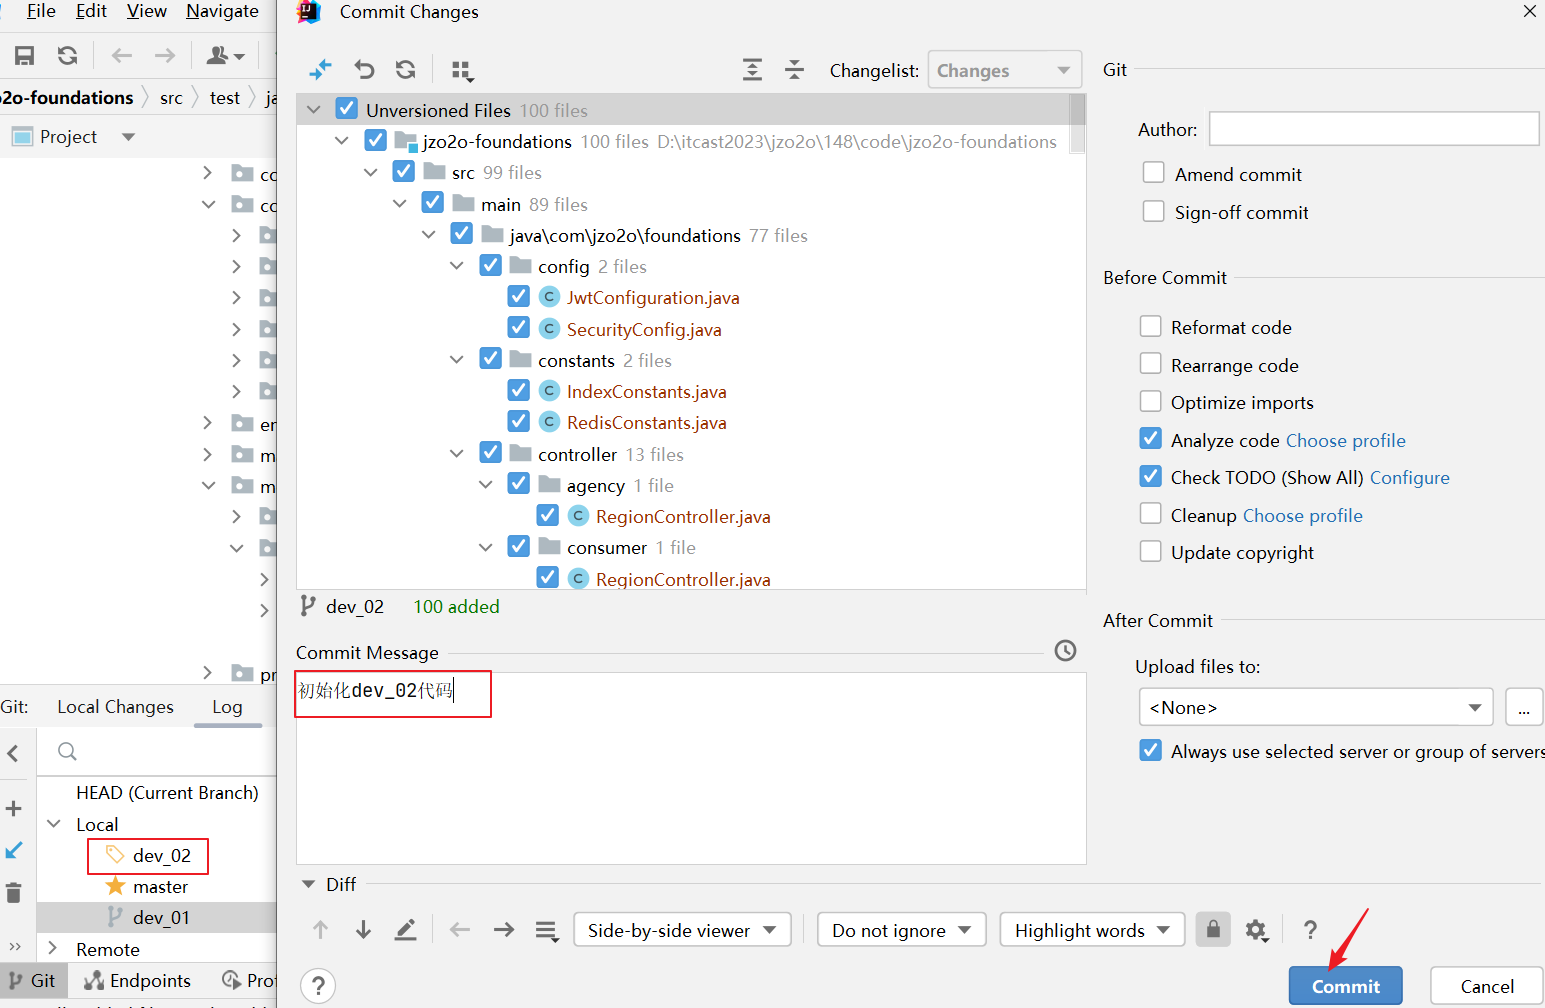 File Edit View Navigate
Commit Changes
Changelist: Changes
o2o-foundations src test
Project
Unversioned Files 100 files
jzo2o-foundations 100 files D:\itcast2023\jzo2o\148\code\jzo2o-foundations
src 99 files
main 89 files
java\com\jzo2o\foundations 77 files
config 2 files
JwtConfiguration.java
SecurityConfig.java
constants 2 files
IndexConstants.java
RedisConstants.java
controller 13 files
agency 1 file
RegionController.java
consumer 1 file
RegionController.java
dev_02 100 added
Commit Message
初始化dev_02代码
Git
Author:
Amend commit
Sign-off commit
Before Commit
Reformat code
Rearrange code
Optimize imports
Analyze code Choose profile
Check TODO (Show All) Configure
Cleanup Choose profile
Update copyright
After Commit
Upload files to:
<None> ...
Always use selected server or group of servers
Git: Local Changes Log
HEAD (Current Branch)
Local
dev_02
master
dev_01
Remote
Git Endpoints
Diff
Side-by-side viewer Do not ignore Highlight words ?
? Commit Cancel